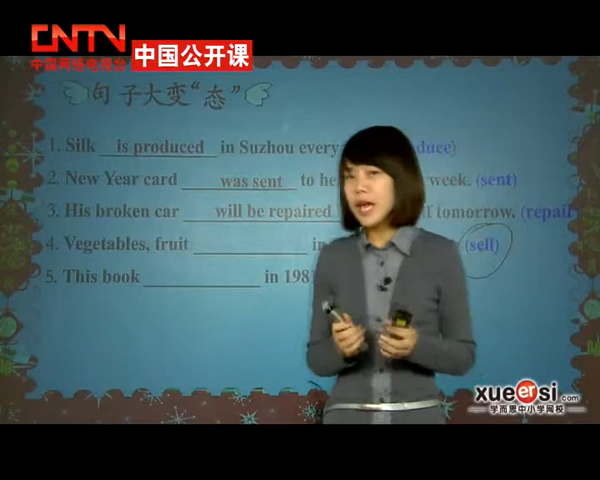 CNTN
中国网络电视台
中国公开课
句子大变“态”
1. Silk is produced in Suzhou every duce)
2. New Year card was sent to he week. (sent)
3. His broken car will be repaired f tomorrow. (repair
4. Vegetables, fruit in (sell)
5. This book in 198
xueersi.com
学而思中小学网校